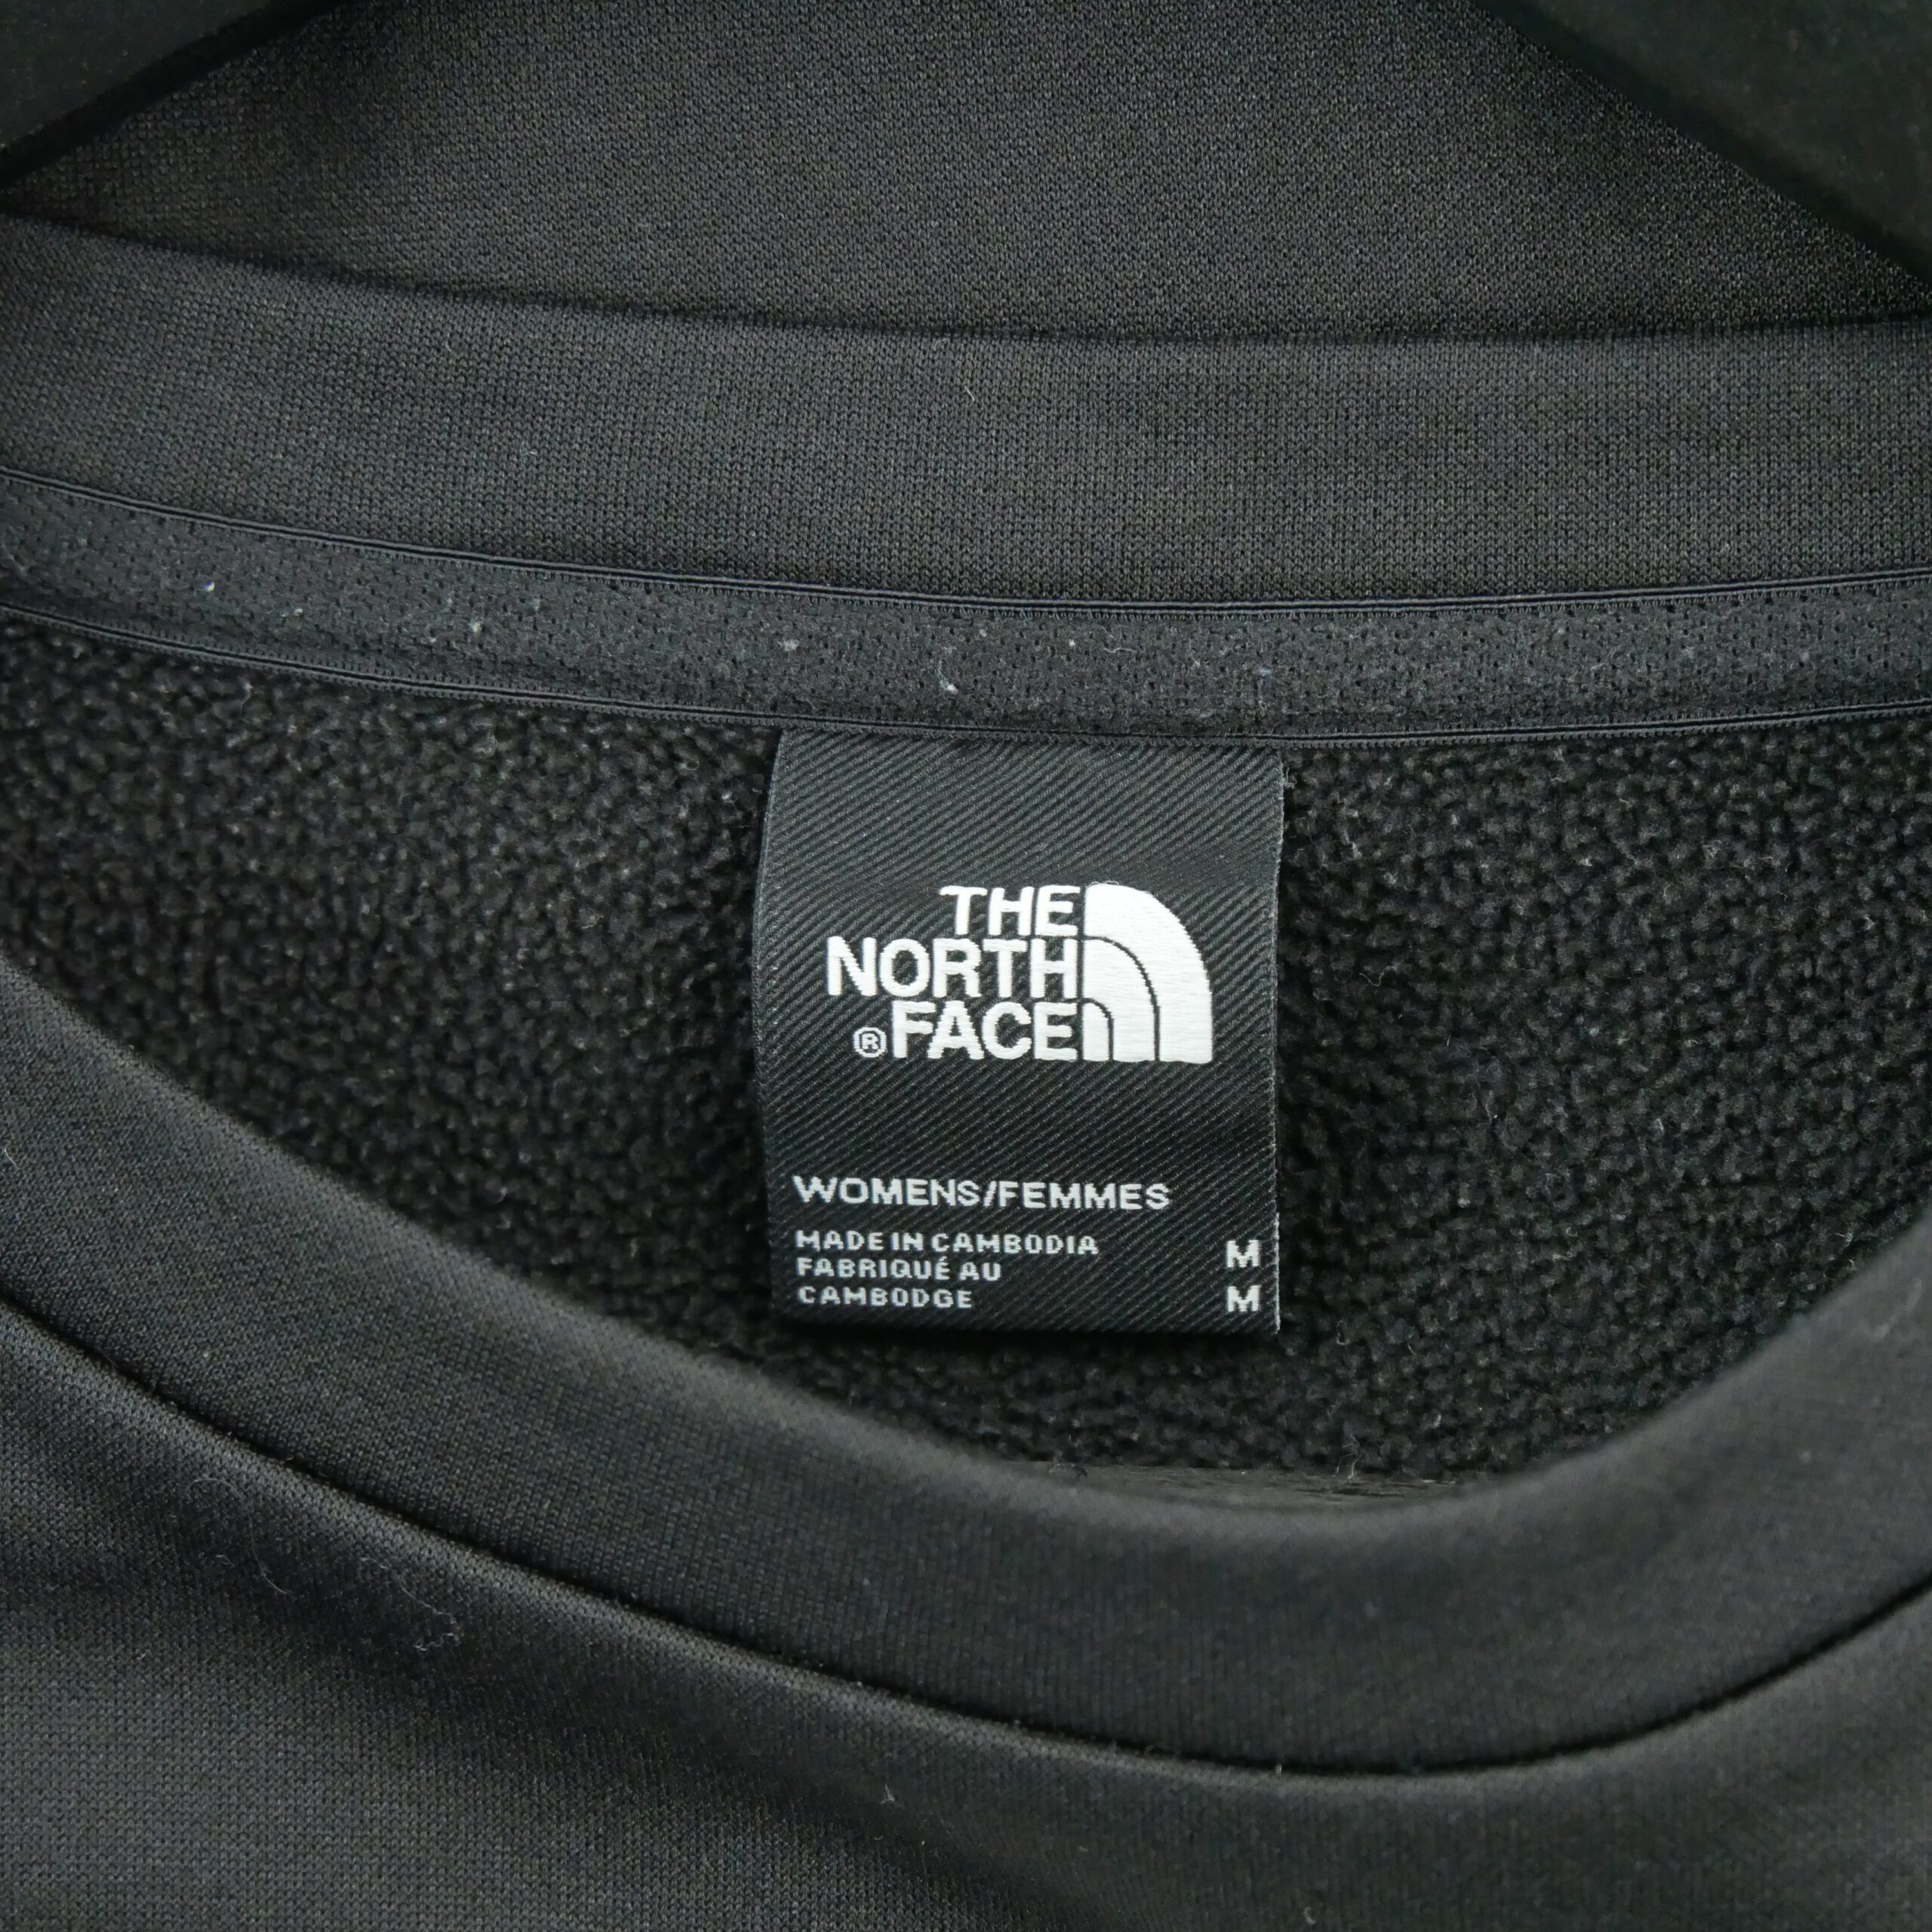 THE
NORTH
®FACE
WOMENS/FEMMES
MADE IN CAMBODIA
FABRIQUÉ AU
CAMBODGE
M
M